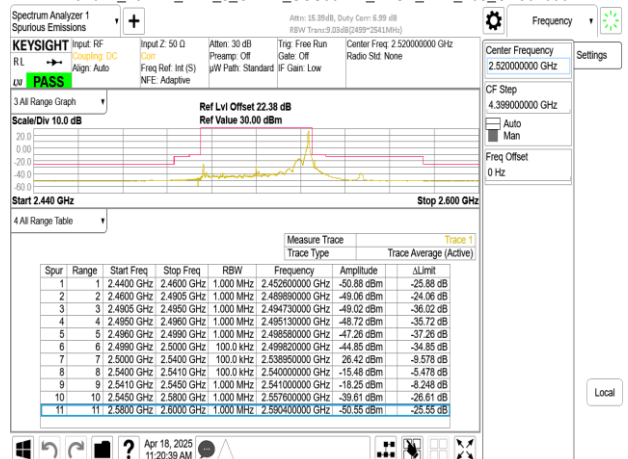 Spectrum Analyzer 1
Spurious Emissions
Attn: 15.39dB, Duty Corr: 6.99 dB
RBW Trans:9.03dB(2499~2541MHz)
Frequency
KEYSIGHT
Input: RF
Input Z: 50 Ω
Atten: 30 dB
Trig: Free Run
Center Freq: 2.520000000 GHz
RL
Coupling: DC
Corr
Preamp: Off
Gate: Off
Radio Std: None
Align: Auto
Freq Ref: Int (S)
µW Path: Standard
IF Gain: Low
LXI
PASS
NFE: Adaptive
Center Frequency
2.520000000 GHz
Settings
CF Step
4.399000000 GHz
Auto
Man
Freq Offset
0 Hz
Local
3 All Range Graph
Ref Lvl Offset 22.38 dB
Scale/Div 10.0 dB
Ref Value 30.00 dBm
20.0
0.00
-20.0
-40.0
-60.0
Start 2.440 GHz
Stop 2.600 GHz
4 All Range Table
Measure Trace Trace 1
Trace Type Trace Average (Active)
Spur Range Start Freq Stop Freq RBW Frequency Amplitude ΔLimit
1 1 2.4400 GHz 2.4600 GHz 1.000 MHz 2.452600000 GHz -50.88 dBm -25.88 dB
2 2 2.4600 GHz 2.4905 GHz 1.000 MHz 2.489890000 GHz -49.06 dBm -24.06 dB
3 3 2.4905 GHz 2.4950 GHz 1.000 MHz 2.494730000 GHz -49.02 dBm -36.02 dB
4 4 2.4950 GHz 2.4960 GHz 1.000 MHz 2.495130000 GHz -48.72 dBm -35.72 dB
5 5 2.4960 GHz 2.4990 GHz 1.000 MHz 2.498580000 GHz -47.26 dBm -37.26 dB
6 6 2.4990 GHz 2.5000 GHz 100.0 kHz 2.499820000 GHz -44.85 dBm -34.85 dB
7 7 2.5000 GHz 2.5400 GHz 100.0 kHz 2.538950000 GHz 26.42 dBm -9.578 dB
8 8 2.5400 GHz 2.5410 GHz 100.0 kHz 2.540000000 GHz -15.48 dBm -5.478 dB
9 9 2.5410 GHz 2.5450 GHz 1.000 MHz 2.541000000 GHz -18.25 dBm -8.248 dB
10 10 2.5450 GHz 2.5800 GHz 1.000 MHz 2.557600000 GHz -39.61 dBm -26.61 dB
11 11 2.5800 GHz 2.6000 GHz 1.000 MHz 2.590400000 GHz -50.55 dBm -25.55 dB
Apr 18, 2025
11:20:39 AM